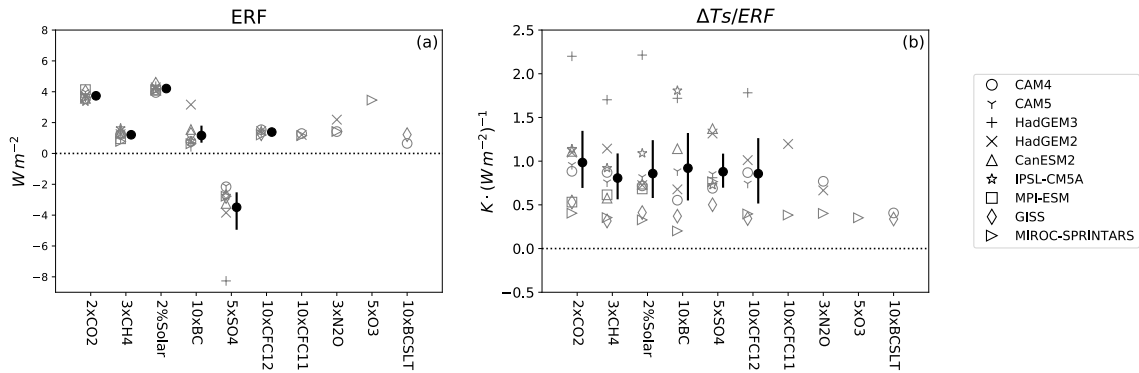 ERF
(a)
W m⁻²
8
6
4
2
0
−2
−4
−6
−8
2xCO2
3xCH4
2%Solar
10xBC
5xSO4
10xCFC12
10xCFC11
3xN2O
5xO3
10xBCSLT
ΔTs/ERF
(b)
K · (W m⁻²)⁻¹
2.5
2.0
1.5
1.0
0.5
0.0
−0.5
2xCO2
3xCH4
2%Solar
10xBC
5xSO4
10xCFC12
10xCFC11
3xN2O
5xO3
10xBCSLT
CAM4
CAM5
HadGEM3
HadGEM2
CanESM2
IPSL-CM5A
MPI-ESM
GISS
MIROC-SPRINTARS